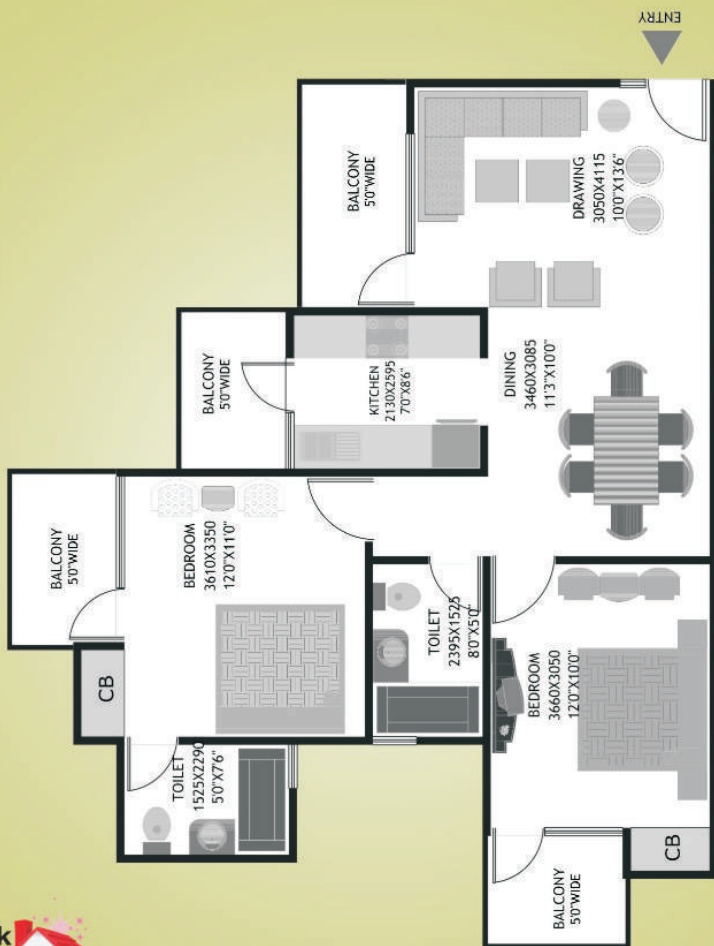 ENTRY
BALCONY
5'0"WIDE
DRAWING
3050X4115
10'0"X13'6"
BALCONY
5'0"WIDE
KITCHEN
2130X2595
7'0"X8'6"
DINING
3460X3085
11'3"X10'0"
BALCONY
5'0"WIDE
BEDROOM
3610X3350
12'0"X11'0"
CB
TOILET
2395X1525
8'0"X5'0"
BEDROOM
3660X3050
12'0"X10'0"
TOILET
1525X2290
5'0"X7'6"
CB
BALCONY
5'0"WIDE
k